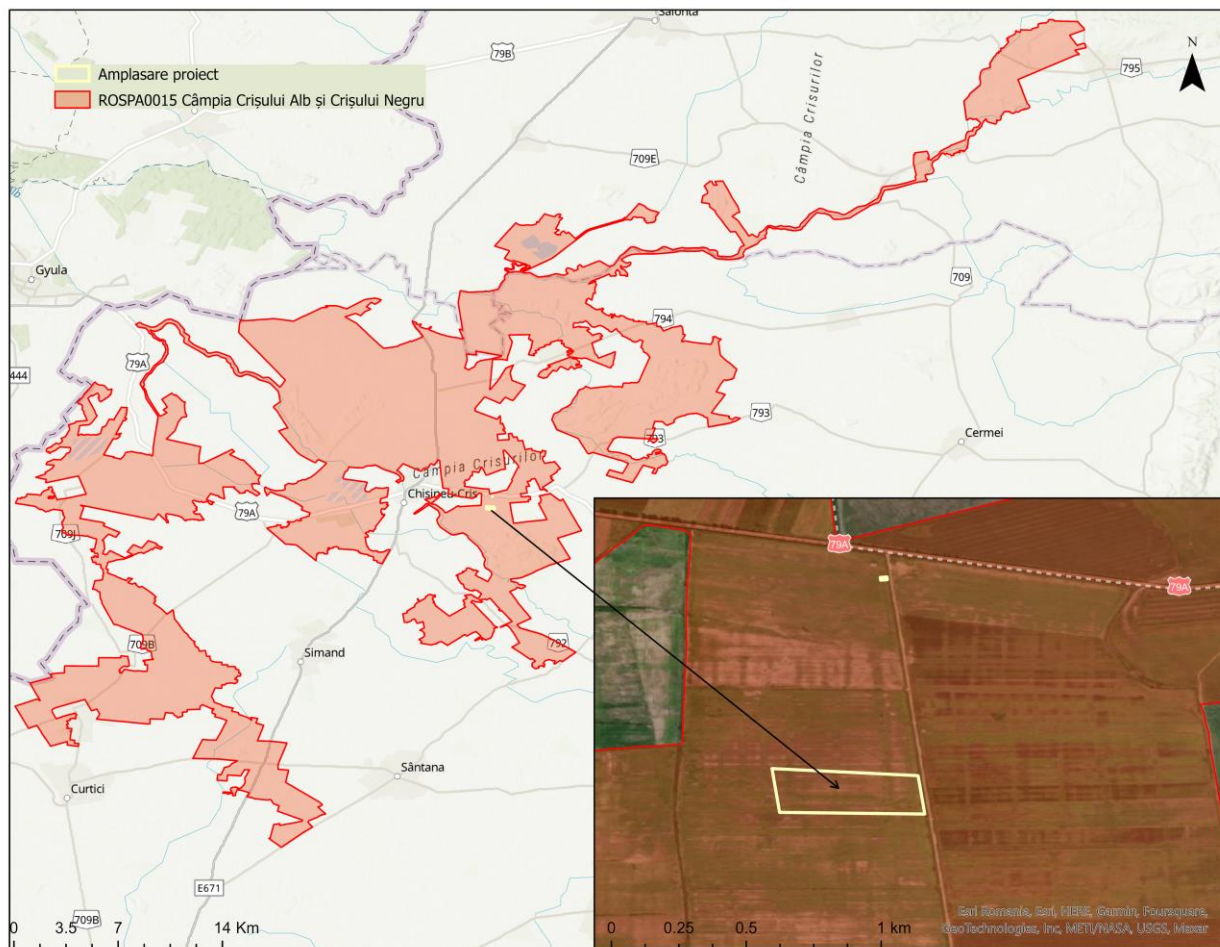 Salonta
N
79B
795
Amplasare proiect
ROSPA0015 Câmpia Crișului Alb și Crișului Negru
709E
Câmpia Crisurilor
Gyula
709
794
79A
444
793
793
Cermei
Câmpia Crisurilor
Chișineu-Criș
79A
709J
79A
79A
792
709B
Simand
Sântana
Curtici
E671
709B
0 3.5 7 14 Km
0 0.25 0.5 1 km
Esri Romania, Esri, HERE, Garmin, Foursquare,
GeoTechnologies, Inc, METI/NASA, USGS, Maxar